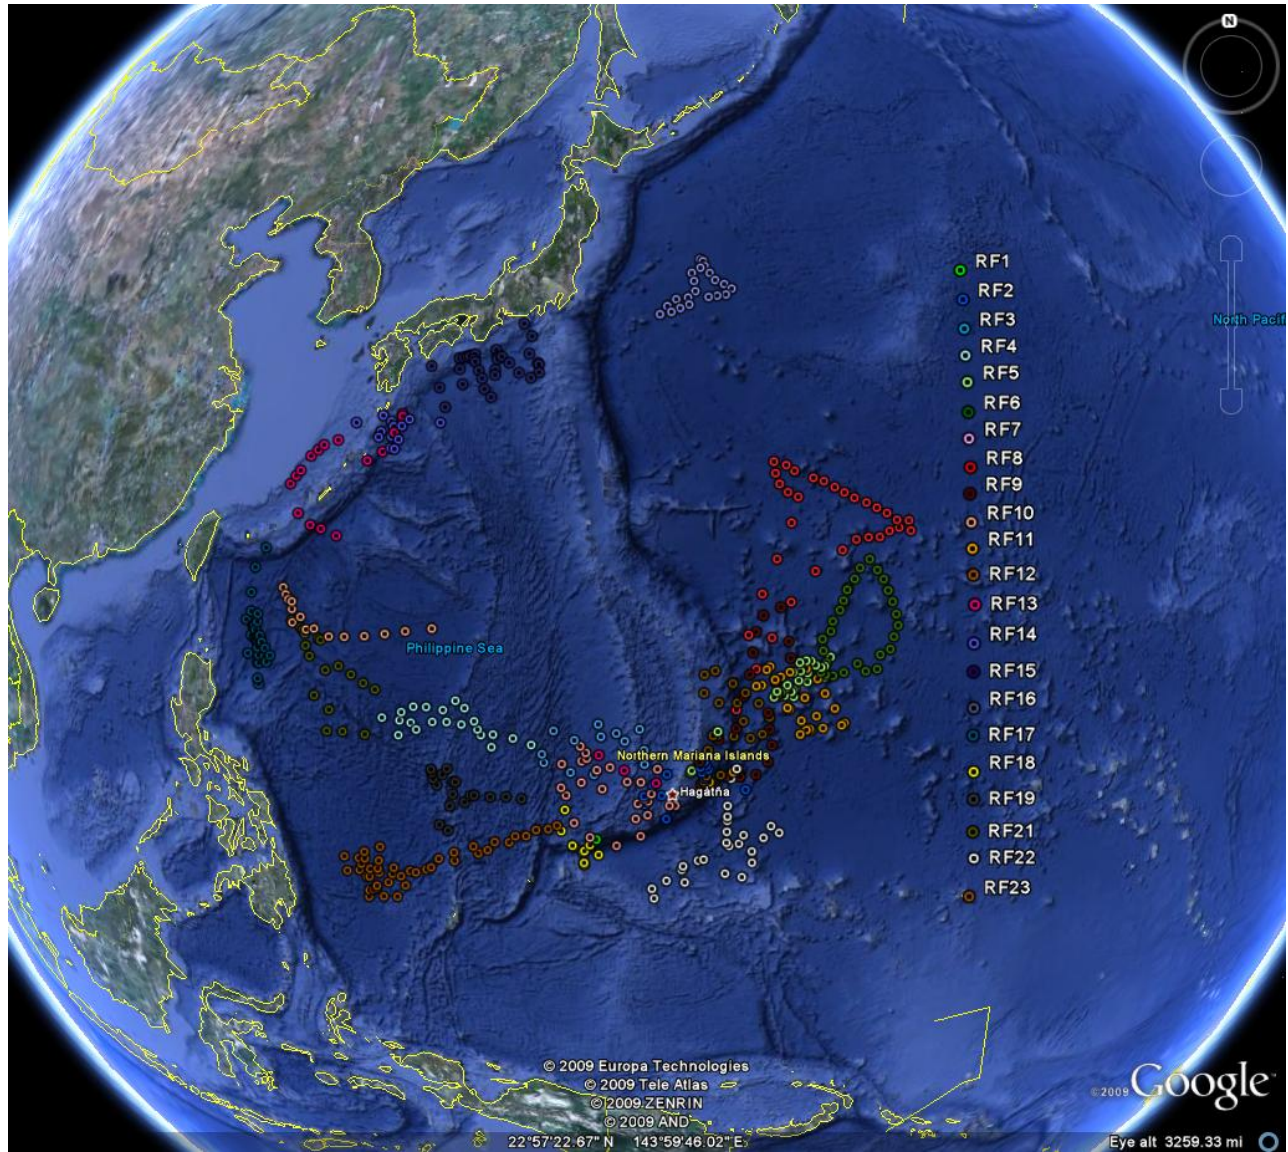 N
RF1
RF2
RF3
North Pacif
RF4
RF5
RF6
RF7
RF8
RF9
RF10
RF11
RF12
RF13
RF14
Philippine Sea
RF15
RF16
RF17
Northern Mariana Islands
RF18
Hagåtña
RF19
RF21
RF22
RF23
© 2009 Europa Technologies
© 2009 Tele Atlas
© 2009 ZENRIN
© 2009 AND
©2009 Google™
22°57'22.67" N 143°59'46.02" E
Eye alt 3259.33 mi